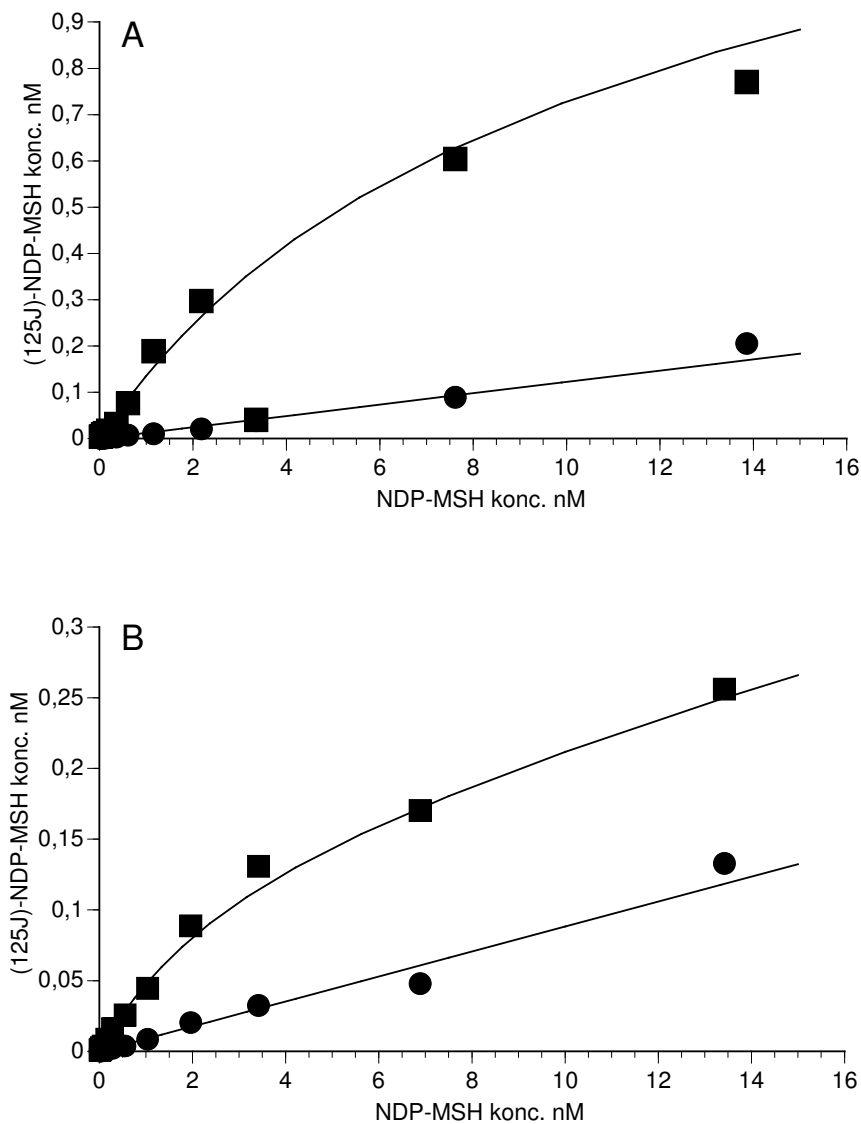 A
0,9
0,8
0,7
0,6
0,5
0,4
0,3
0,2
0,1
0
(125J)-NDP-MSH konc. nM
0 2 4 6 8 10 12 14 16
NDP-MSH konc. nM
B
0,3
0,25
0,2
0,15
0,1
0,05
0
(125J)-NDP-MSH konc. nM
0 2 4 6 8 10 12 14 16
NDP-MSH konc. nM